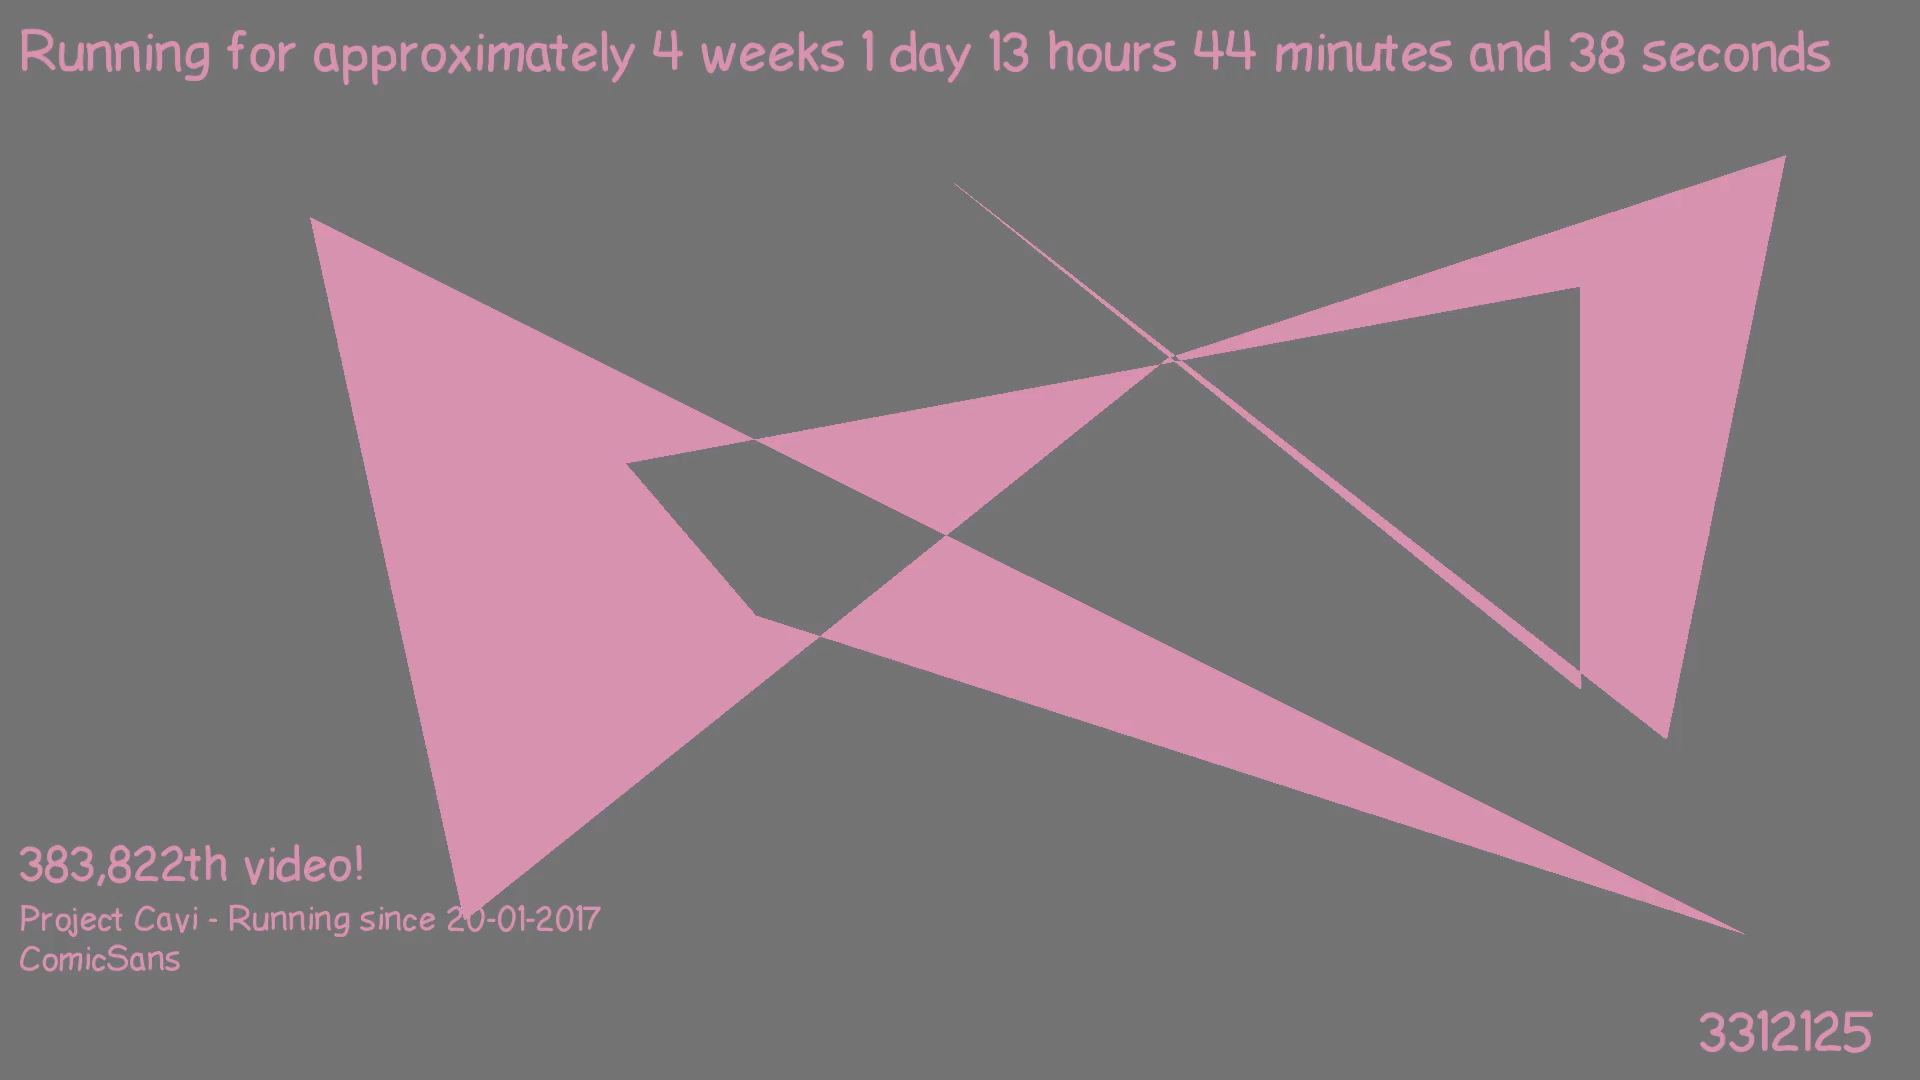 Running for approximately 4 weeks 1 day 13 hours 44 minutes and 38 seconds
383,822th video!
Project Cavi - Running since 20-01-2017
ComicSans
3312125